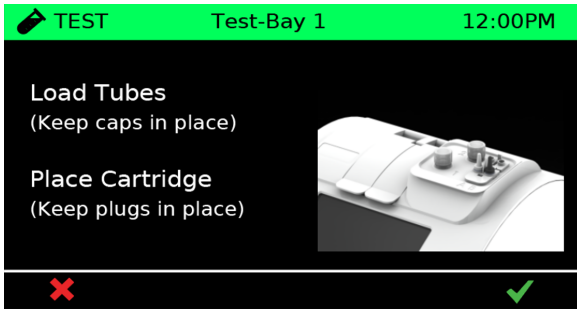 TEST Test-Bay 1 12:00PM
Load Tubes
(Keep caps in place)
Place Cartridge
(Keep plugs in place)